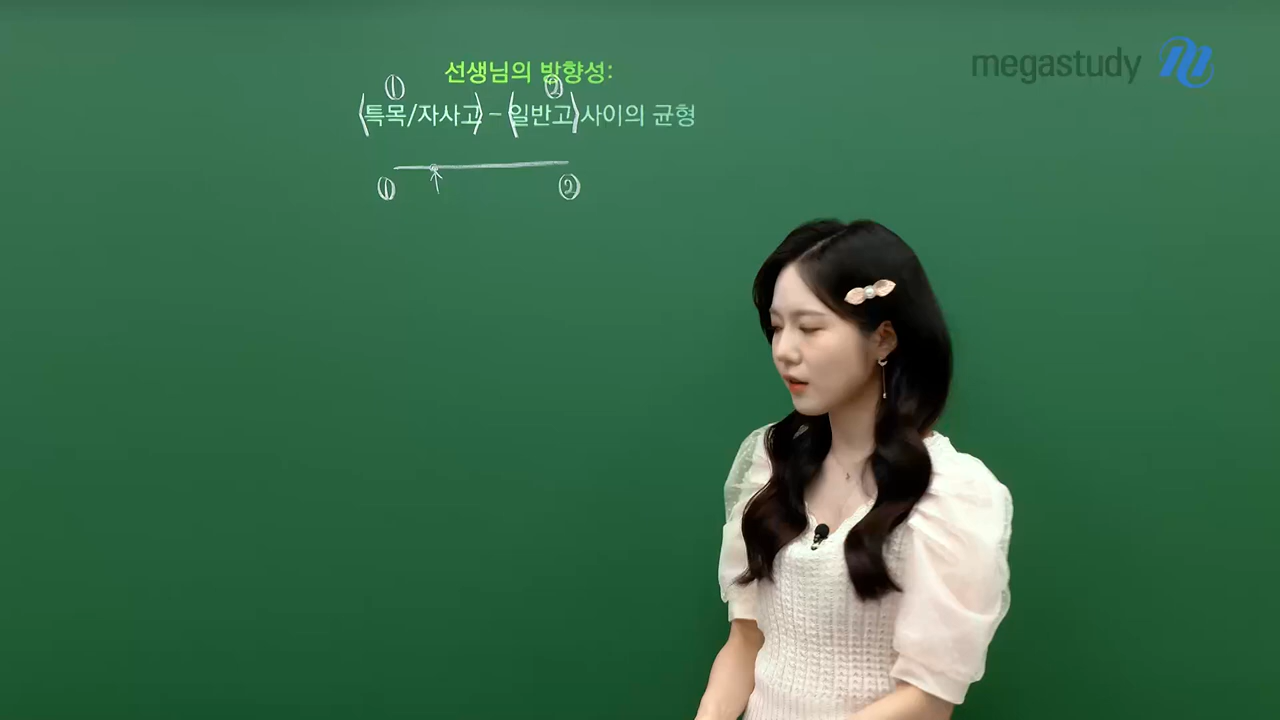 megastudy
선생님의 방향성:
① ②
<특목/자사고> - <일반고>사이의 균형
① ②